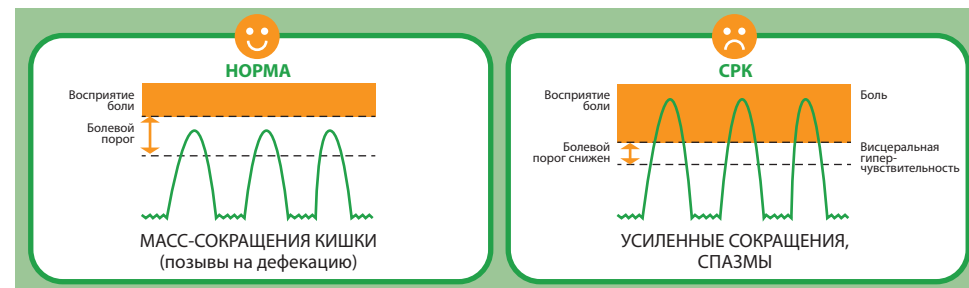 НОРМА
Восприятие
боли
Болевой
порог
МАСС-СОКРАЩЕНИЯ КИШКИ
(позывы на дефекацию)
СРК
Восприятие
боли
Боль
Болевой
порог снижен
Висцеральная
гипер-
чувствительность
УСИЛЕННЫЕ СОКРАЩЕНИЯ,
СПАЗМЫ